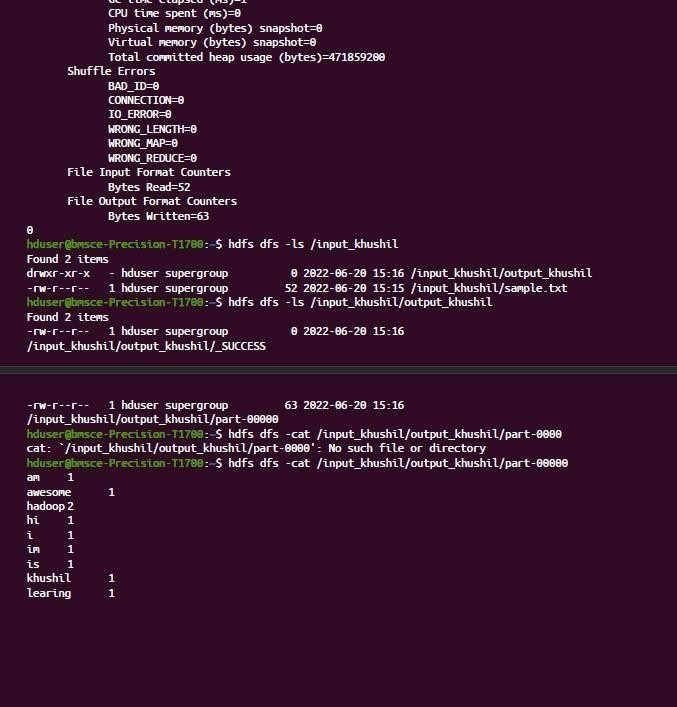 GC time elapsed (ms)=1
CPU time spent (ms)=0
Physical memory (bytes) snapshot=0
Virtual memory (bytes) snapshot=0
Total committed heap usage (bytes)=471859200
Shuffle Errors
BAD_ID=0
CONNECTION=0
IO_ERROR=0
WRONG_LENGTH=0
WRONG_MAP=0
WRONG_REDUCE=0
File Input Format Counters
Bytes Read=52
File Output Format Counters
Bytes Written=63
0
hduser@bmsce-Precision-T1700:~$ hdfs dfs -ls /input_khushil
Found 2 items
drwxr-xr-x   - hduser supergroup          0 2022-06-20 15:16 /input_khushil/output_khushil
-rw-r--r--   1 hduser supergroup         52 2022-06-20 15:15 /input_khushil/sample.txt
hduser@bmsce-Precision-T1700:~$ hdfs dfs -ls /input_khushil/output_khushil
Found 2 items
-rw-r--r--   1 hduser supergroup          0 2022-06-20 15:16
/input_khushil/output_khushil/_SUCCESS
-rw-r--r--   1 hduser supergroup         63 2022-06-20 15:16
/input_khushil/output_khushil/part-00000
hduser@bmsce-Precision-T1700:~$ hdfs dfs -cat /input_khushil/output_khushil/part-0000
cat: `/input_khushil/output_khushil/part-0000': No such file or directory
hduser@bmsce-Precision-T1700:~$ hdfs dfs -cat /input_khushil/output_khushil/part-00000
am 1
awesome 1
hadoop 2
hi 1
i 1
im 1
is 1
khushil 1
learing 1